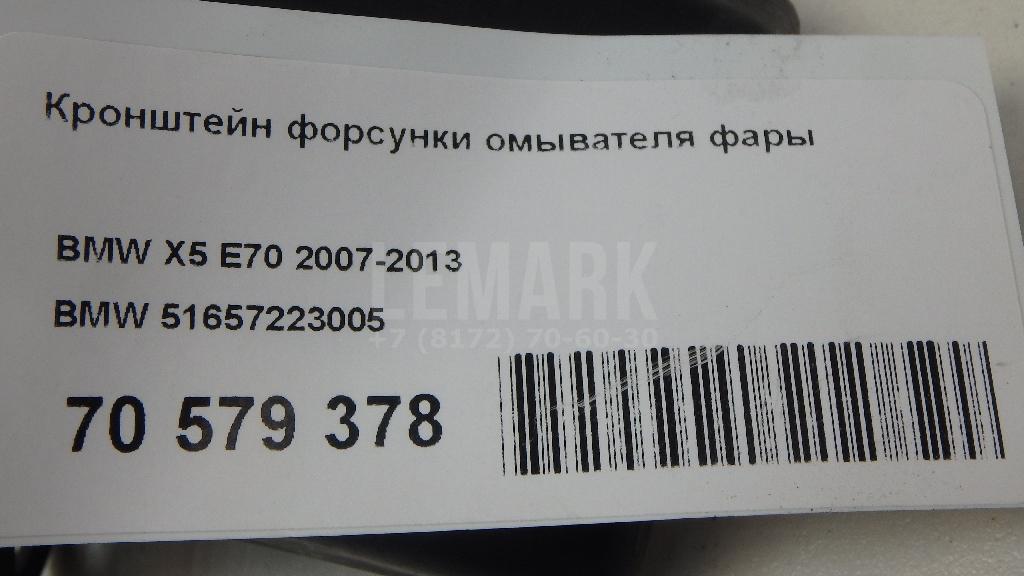 Кронштейн форсунки омывателя фары
BMW X5 E70 2007-2013
BMW 51657223005
LEMARK
+7 (8172) 70-60-30
70 579 378